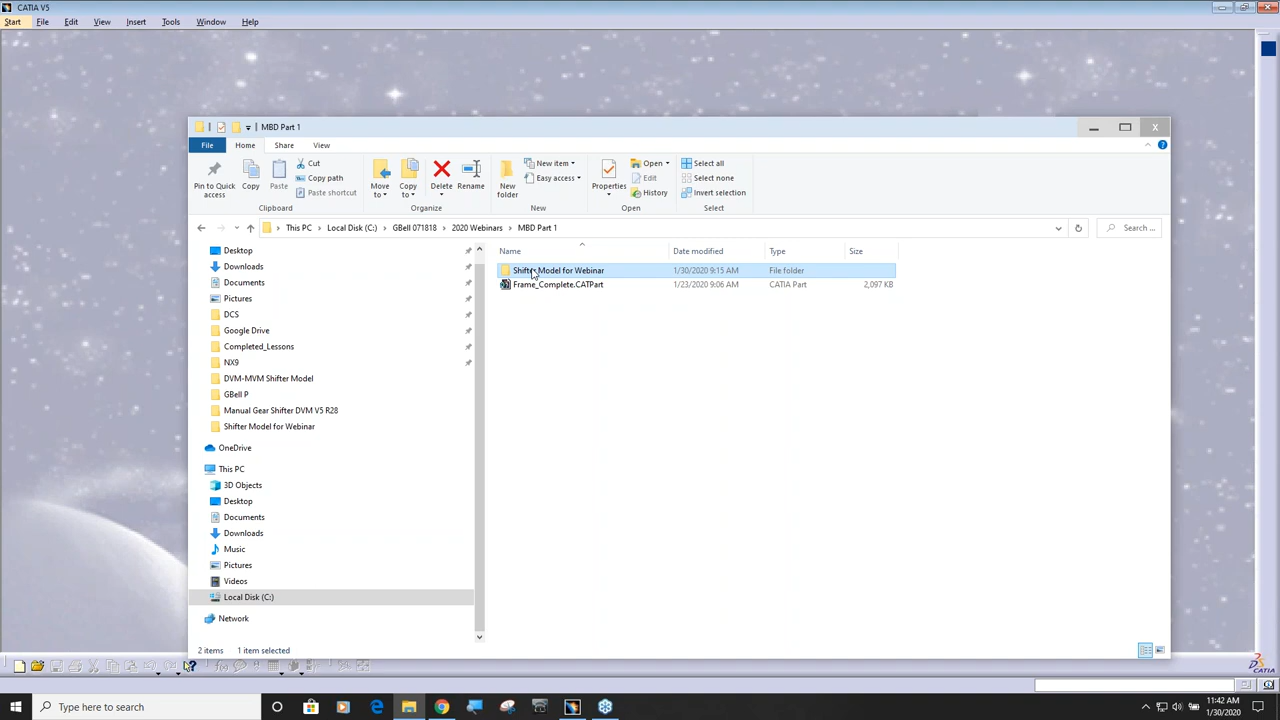 CATIA V5
Start File Edit View Insert Tools Window Help
MBD Part 1
File Home Share View
Pin to Quick access
Copy
Paste
Cut
Copy path
Paste shortcut
Move to
Copy to
Delete
Rename
New folder
New item
Easy access
Properties
Open
Edit
History
Select all
Select none
Invert selection
Clipboard Organize New Open Select
This PC > Local Disk (C:) > GBell 071818 > 2020 Webinars > MBD Part 1
Search ...
Name Date modified Type Size
Shifter Model for Webinar 1/30/2020 9:15 AM File folder
Frame_Complete.CATPart 1/23/2020 9:06 AM CATIA Part 2,097 KB
Desktop
Downloads
Documents
Pictures
DCS
Google Drive
Completed_Lessons
NX9
DVM-MVM Shifter Model
GBell P
Manual Gear Shifter DVM V5 R28
Shifter Model for Webinar
OneDrive
This PC
3D Objects
Desktop
Documents
Downloads
Music
Pictures
Videos
Local Disk (C:)
Network
2 items 1 item selected
CATIA
Type here to search
11:42 AM
1/30/2020